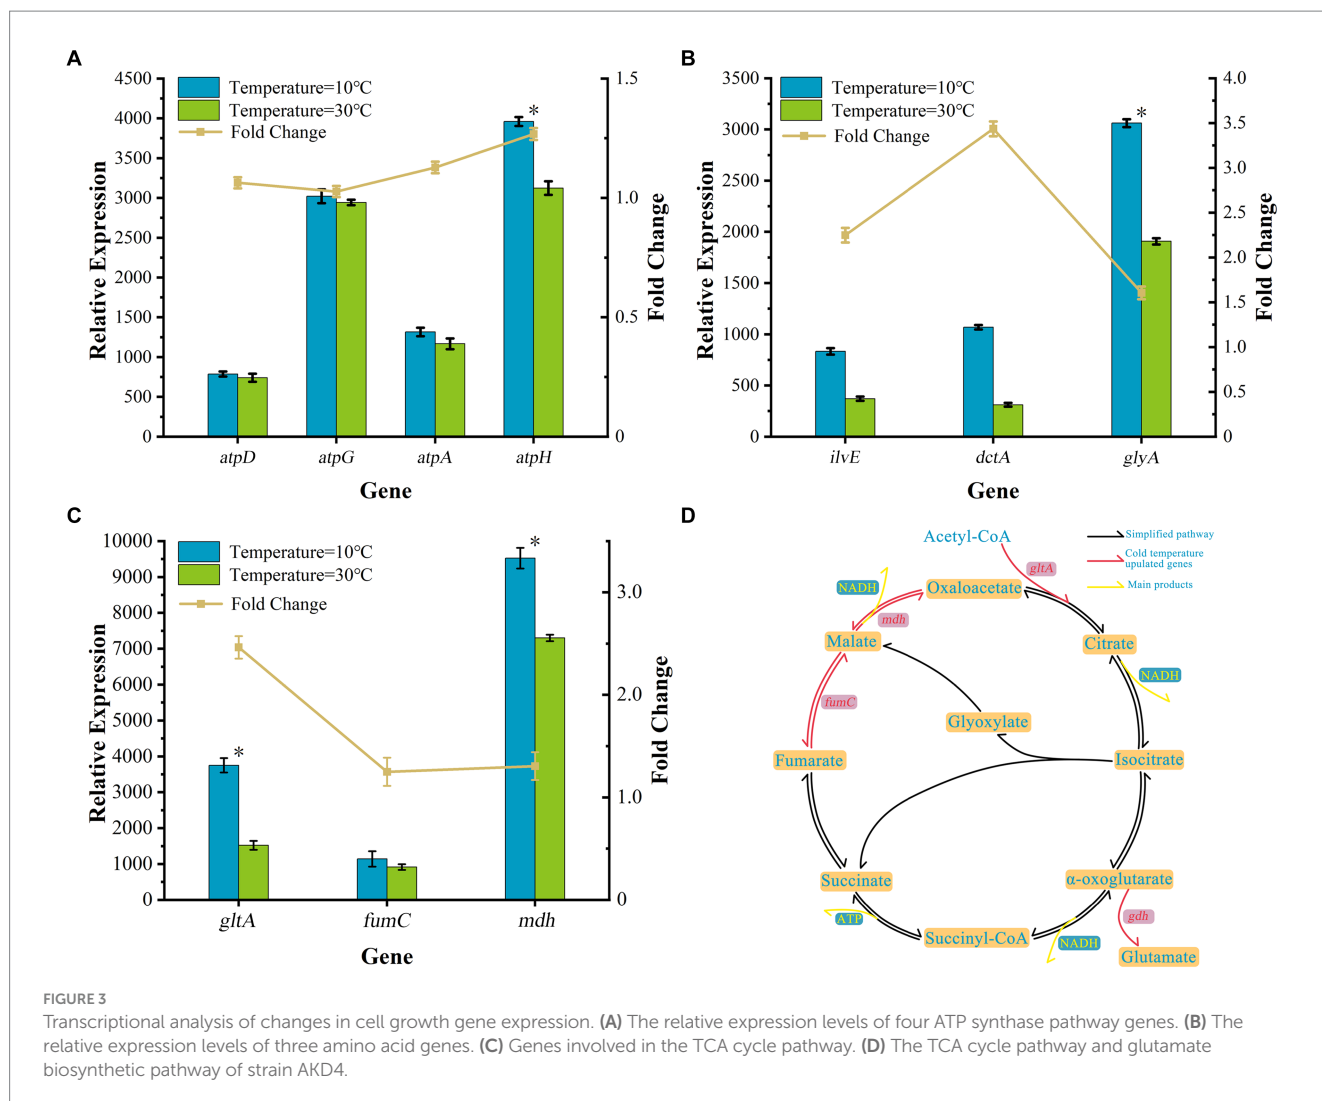 A
4500
4000
3500
3000
2500
2000
1500
1000
500
0
Relative Expression
Temperature=10℃
Temperature=30℃
Fold Change
*
1.5
1.0
0.5
0
Fold Change
atpD atpG atpA atpH
Gene
B
3500
3000
2500
2000
1500
1000
500
0
Relative Expression
Temperature=10℃
Temperature=30℃
Fold Change
*
4.0
3.5
3.0
2.5
2.0
1.5
1.0
0.5
0
Fold Change
ilvE dctA glyA
Gene
C
10000
9000
8000
7000
6000
5000
4000
3000
2000
1000
0
Relative Expression
Temperature=10℃
Temperature=30℃
Fold Change
*
*
3.0
2.0
1.0
0
Fold Change
gltA fumC mdh
Gene
D
Acetyl-CoA
Simplified pathway
Cold temperature
upulated genes
Main products
gltA
NADH
Oxaloacetate
mdh
Malate
Citrate
NADH
fumC
Glyoxylate
Fumarate
Isocitrate
Succinate
α-oxoglutarate
ATP
gdh
Succinyl-CoA
NADH
Glutamate
FIGURE 3
Transcriptional analysis of changes in cell growth gene expression. (A) The relative expression levels of four ATP synthase pathway genes. (B) The
relative expression levels of three amino acid genes. (C) Genes involved in the TCA cycle pathway. (D) The TCA cycle pathway and glutamate
biosynthetic pathway of strain AKD4.